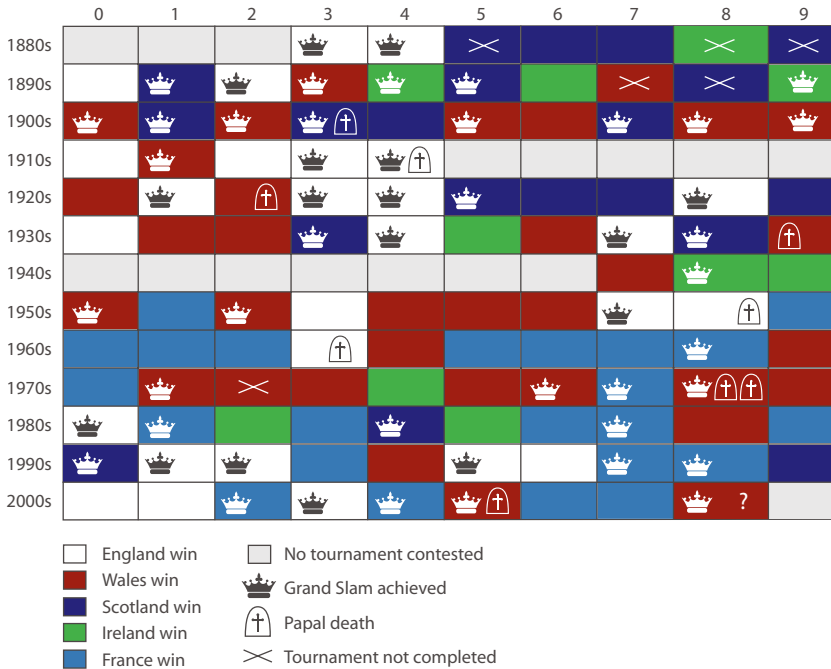 0 1 2 3 4 5 6 7 8 9
1880s
1890s
1900s
1910s
1920s
1930s
1940s
1950s
1960s
1970s
1980s
1990s
2000s ?
England win
Wales win
Scotland win
Ireland win
France win
No tournament contested
Grand Slam achieved
Papal death
Tournament not completed